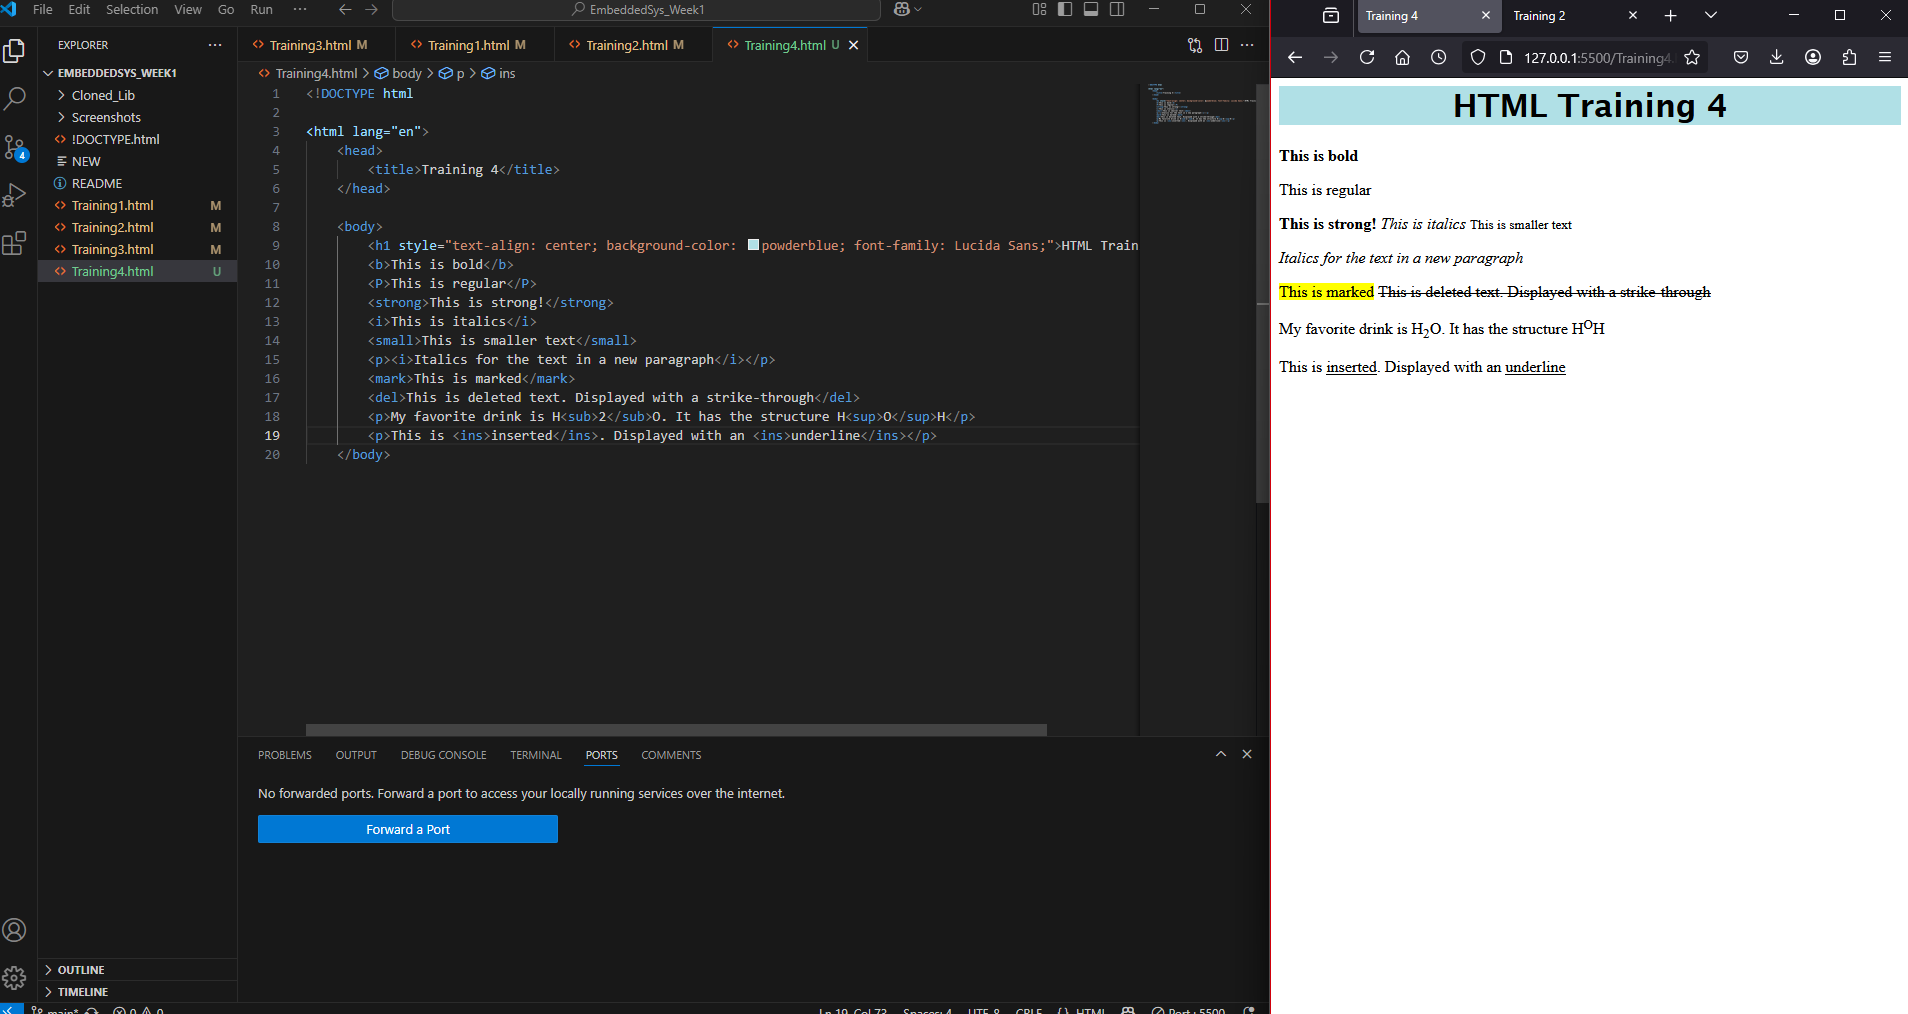 File Edit Selection View Go Run ··· EmbeddedSys_Week1
EXPLORER ···
EMBEDDEDSYS_WEEK1
Cloned_Lib
Screenshots
!DOCTYPE.html
NEW
README
Training1.html M
Training2.html M
Training3.html M
Training4.html U
OUTLINE
TIMELINE
4
Training3.html M Training1.html M Training2.html M Training4.html U
Training4.html > body > p > ins
1 <!DOCTYPE html
2
3 <html lang="en">
4 <head>
5 <title>Training 4</title>
6 </head>
7
8 <body>
9 <h1 style="text-align: center; background-color: powderblue; font-family: Lucida Sans;">HTML Train
10 <b>This is bold</b>
11 <P>This is regular</P>
12 <strong>This is strong!</strong>
13 <i>This is italics</i>
14 <small>This is smaller text</small>
15 <p><i>Italics for the text in a new paragraph</i></p>
16 <mark>This is marked</mark>
17 <del>This is deleted text. Displayed with a strike-through</del>
18 <p>My favorite drink is H<sub>2</sub>O. It has the structure H<sup>O</sup>H</p>
19 <p>This is <ins>inserted</ins>. Displayed with an <ins>underline</ins></p>
20 </body>
PROBLEMS OUTPUT DEBUG CONSOLE TERMINAL PORTS COMMENTS
No forwarded ports. Forward a port to access your locally running services over the internet.
Forward a Port
main* 0 0 Ln 19, Col 73 Spaces: 4 UTF-8 CRLF {} HTML Port : 5500
Training 4 Training 2
127.0.0.1:5500/Training4.
HTML Training 4
This is bold
This is regular
This is strong! This is italics This is smaller text
Italics for the text in a new paragraph
This is marked This is deleted text. Displayed with a strike-through
My favorite drink is H2O. It has the structure HOH
This is inserted. Displayed with an underline